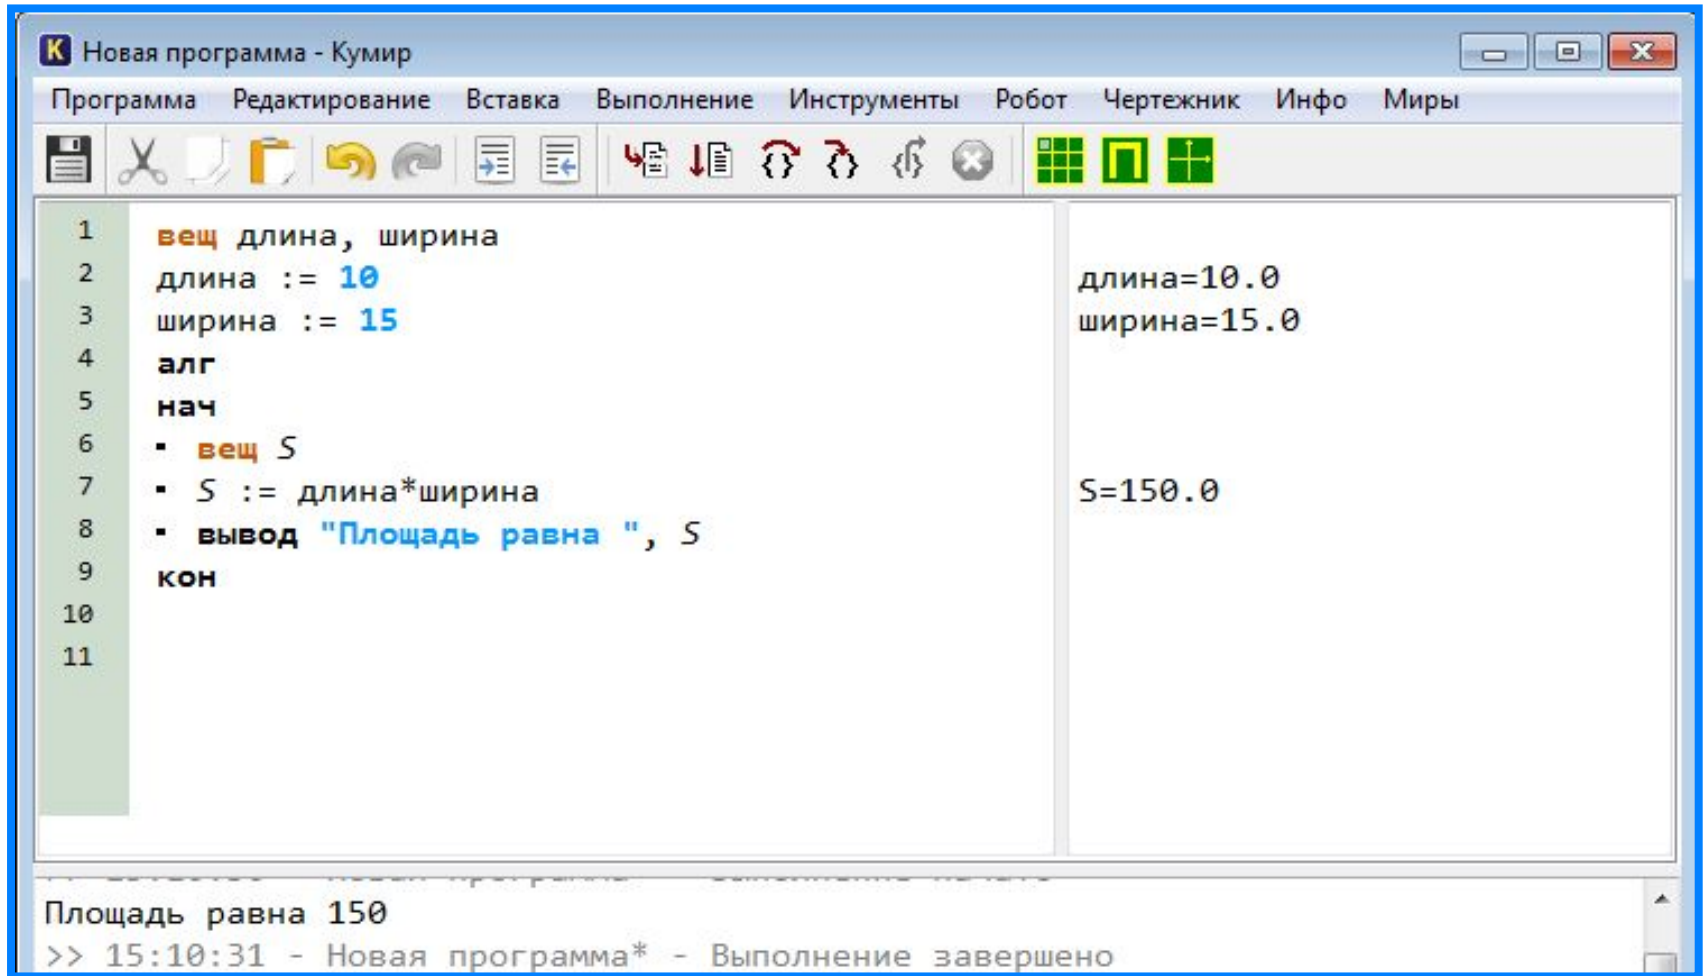 K Новая программа - Кумир
Программа Редактирование Вставка Выполнение Инструменты Робот Чертежник Инфо Миры
1 вещ длина, ширина
2 длина := 10 длина=10.0
3 ширина := 15 ширина=15.0
4 алг
5 нач
6 вещ S
7 S := длина*ширина S=150.0
8 вывод "Площадь равна ", S
9 кон
10
11
Площадь равна 150
>> 15:10:31 - Новая программа* - Выполнение завершено